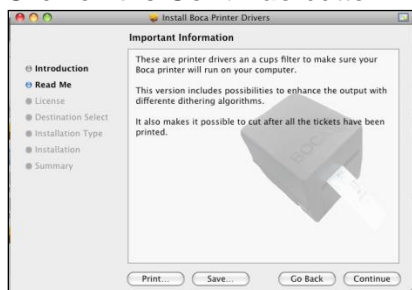 Install Boca Printer Drivers
Important Information
Introduction
Read Me
License
Destination Select
Installation Type
Installation
Summary
These are printer drivers an a cups filter to make sure your
Boca printer will run on your computer.
This version includes possibilities to enhance the output with
differente dithering algorithms.
It also makes it possible to cut after all the tickets have been
printed.
BOCA
Print...
Save...
Go Back
Continue